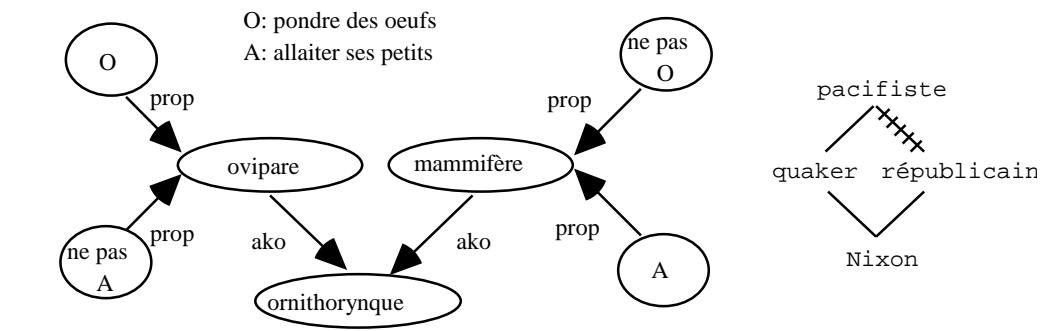 O: pondre des oeufs
A: allaiter ses petits
O
ne pas
O
prop
prop
ovipare
mammifère
ne pas
A
prop
ako
ako
prop
A
ornithorynque
pacifiste
quaker
républicain
Nixon